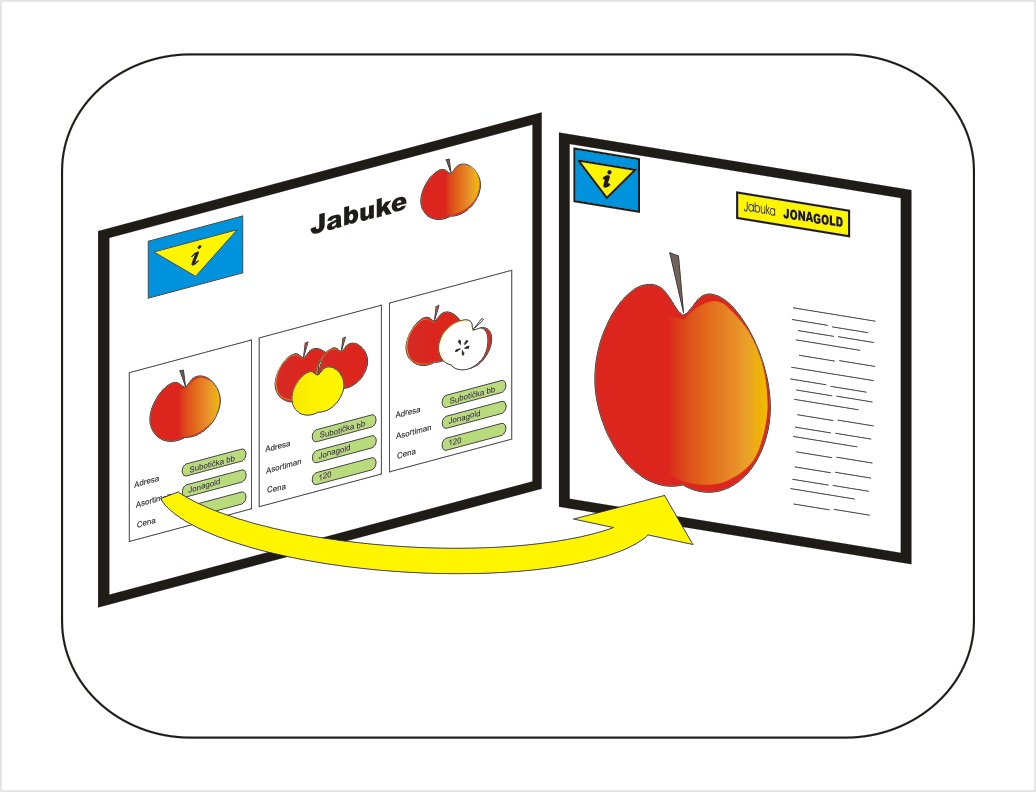 i
Jabuke
Adresa Subotička bb
Asortiman Jonagold
Cena
Adresa Subotička bb
Asortiman Jonagold
Cena 120
Adresa Subotička bb
Asortiman Jonagold
Cena 120
i
Jabuka JONAGOLD